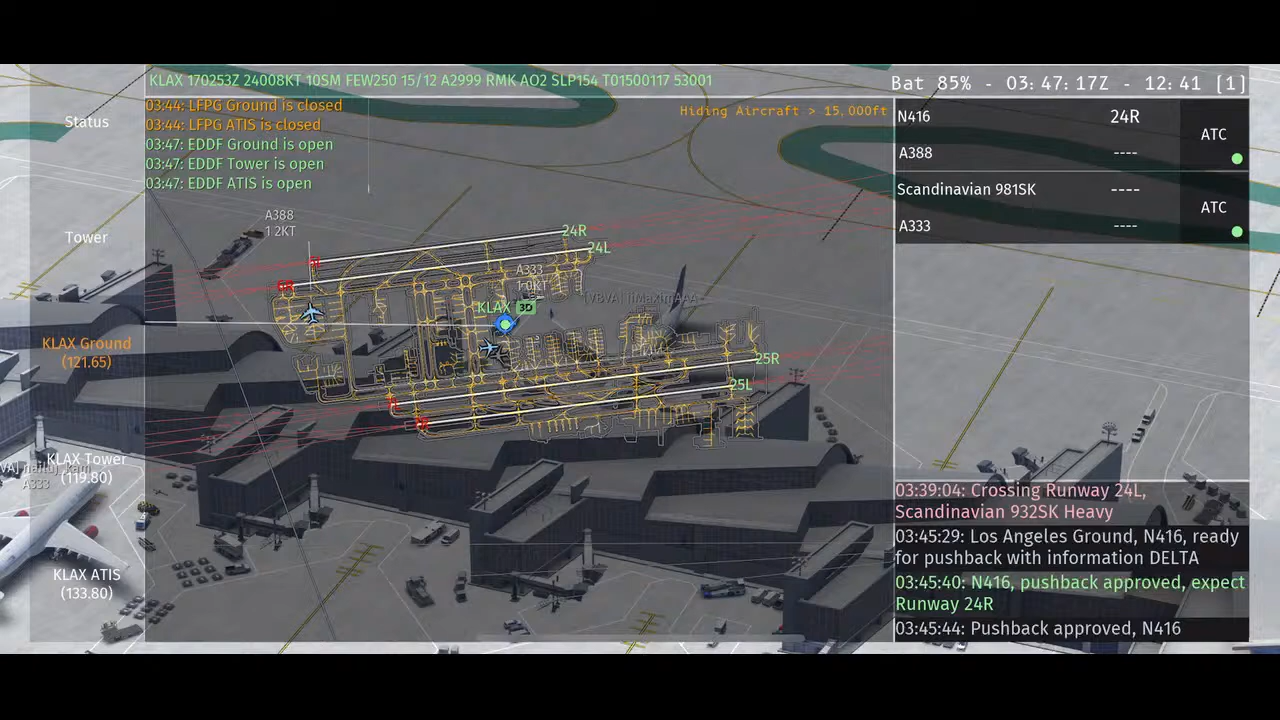 KLAX 170253Z 24008KT 10SM FEW250 15/12 A2999 RMK AO2 SLP154 T01500117 53001
Bat 85% - 03:47:17Z - 12:41 [1]
03:44: LFPG Ground is closed
03:44: LFPG ATIS is closed
03:47: EDDF Ground is open
03:47: EDDF Tower is open
03:47: EDDF ATIS is open
Hiding Aircraft > 15,000ft
Status
Tower
KLAX Ground
(121.65)
KLAX Tower
(119.80)
KLAX ATIS
(133.80)
A333
A388
1 2KT
24R
24L
6R
A333
1 0KT
KLAX 3D
[VBVA] iiMaximAAA
25R
25L
N416 24R
A388 ----
ATC
Scandinavian 981SK ----
A333 ----
ATC
03:39:04: Crossing Runway 24L,
Scandinavian 932SK Heavy
03:45:29: Los Angeles Ground, N416, ready
for pushback with information DELTA
03:45:40: N416, pushback approved, expect
Runway 24R
03:45:44: Pushback approved, N416